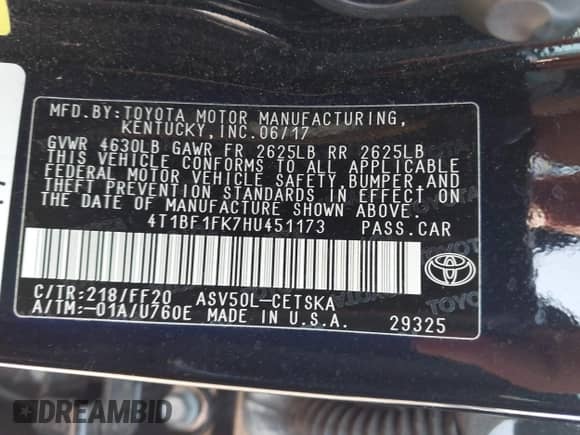 MFD.BY:TOYOTA MOTOR MANUFACTURING,
KENTUCKY,INC.06/17
GVWR 4630LB GAWR FR 2625LB RR 2625LB
THIS VEHICLE CONFORMS TO ALL APPLICABLE
FEDERAL MOTOR VEHICLE SAFETY,BUMPER,AND
THEFT PREVENTION STANDARDS IN EFFECT ON
THE DATE OF MANUFACTURE SHOWN ABOVE.
4T1BF1FK7HU451173 PASS.CAR
C/TR:218/FF20 ASV50L-CETSKA
A/TM:-01A/U760E MADE IN U.S.A. 29325
DREAMBID